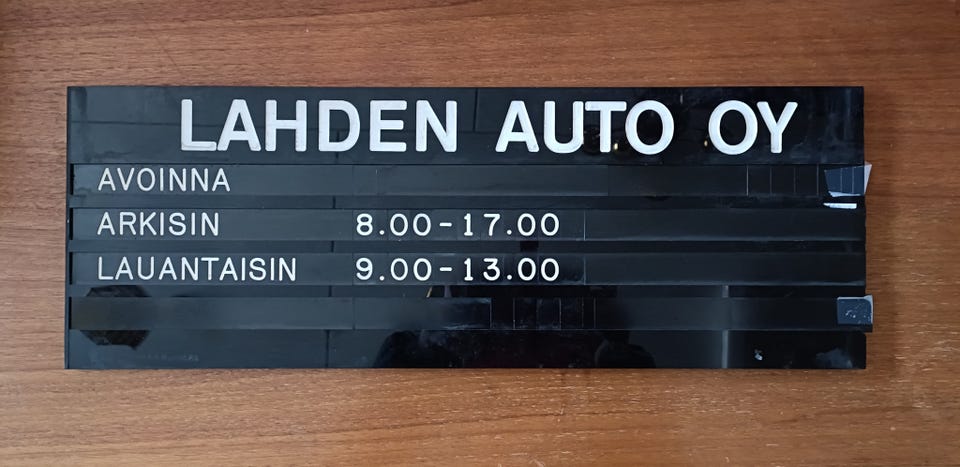 LAHDEN AUTO OY
AVOINNA
ARKISIN 8.00-17.00
LAUANTAISIN 9.00-13.00